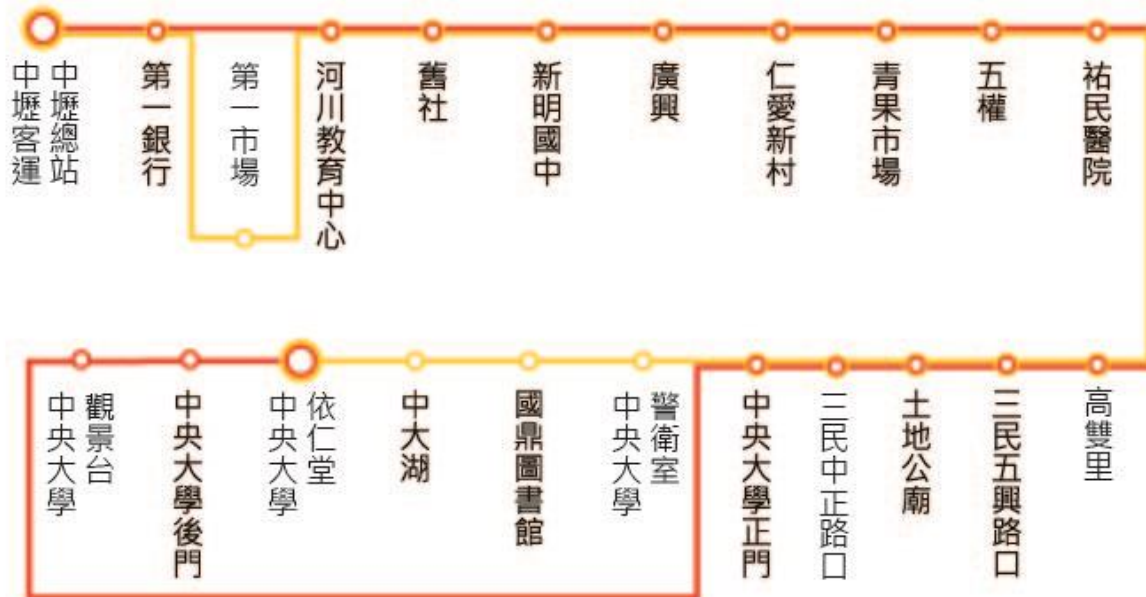 中壢客運
中壢總站
第一銀行
第一市場
河川教育中心
舊社
新明國中
廣興
仁愛新村
青果市場
五權
祐民醫院
中央大學
觀景台
中央大學後門
中央大學
依仁堂
中大湖
國鼎圖書館
中央大學
警衛室
中央大學正門
三民中正路口
土地公廟
三民五興路口
高雙里